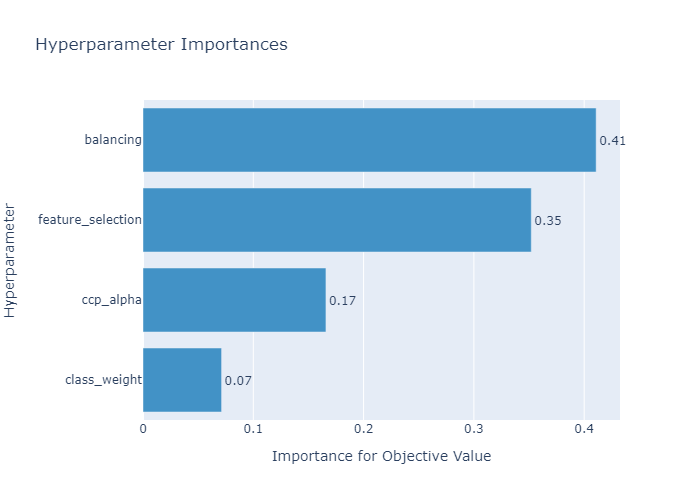 Hyperparameter Importances
Hyperparameter
balancing
0.41
feature_selection
0.35
ccp_alpha
0.17
class_weight
0.07
0
0.1
0.2
0.3
0.4
Importance for Objective Value